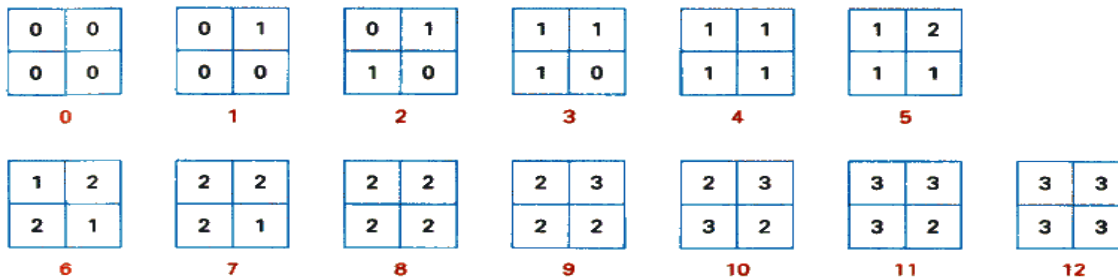 0 0 0 1 0 1 1 1 1 1 1 2
0 0 0 0 1 0 1 0 1 1 1 1
0 1 2 3 4 5
1 2 2 2 2 2 2 3 2 3 3 3 3 3
2 1 2 1 2 2 2 2 3 2 3 2 3 3
6 7 8 9 10 11 12